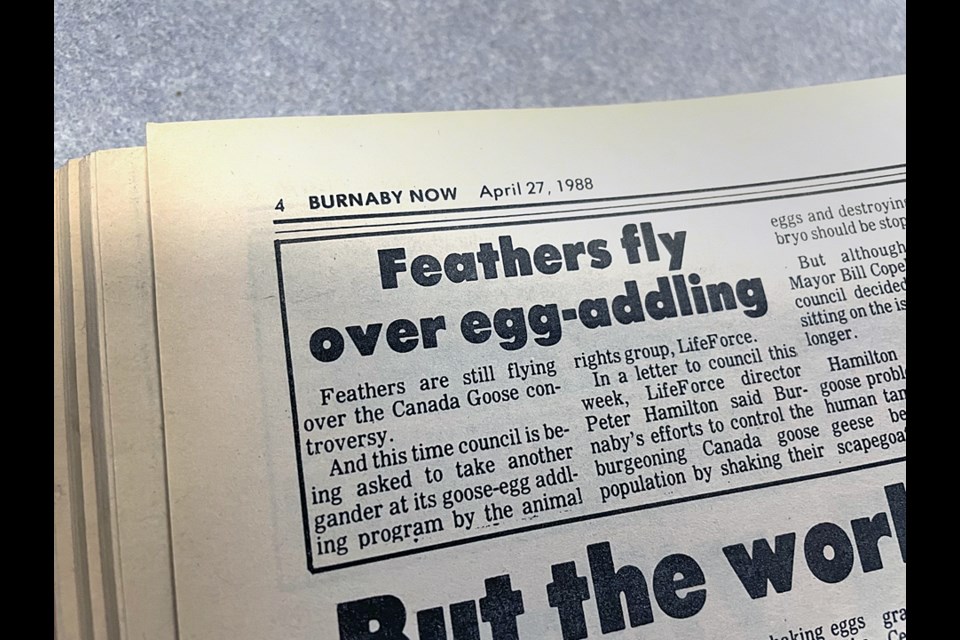 4 BURNABY NOW April 27, 1988
Feathers fly
over egg-addling
Feathers are still flying
over the Canada Goose con-
troversy.
And this time council is be-
ing asked to take another
gander at its goose-egg addl-
ing program by the animal
rights group, LifeForce.
In a letter to council this
week, LifeForce director
Peter Hamilton said Bur-
naby's efforts to control the
burgeoning Canada goose
population by shaking their
eggs and destroying
bryo should be stop
But although
Mayor Bill Cope
council decided
sitting on the is
longer.
Hamilton
goose probl
human tan
geese be
scapegoa
But the worl
eggs gra